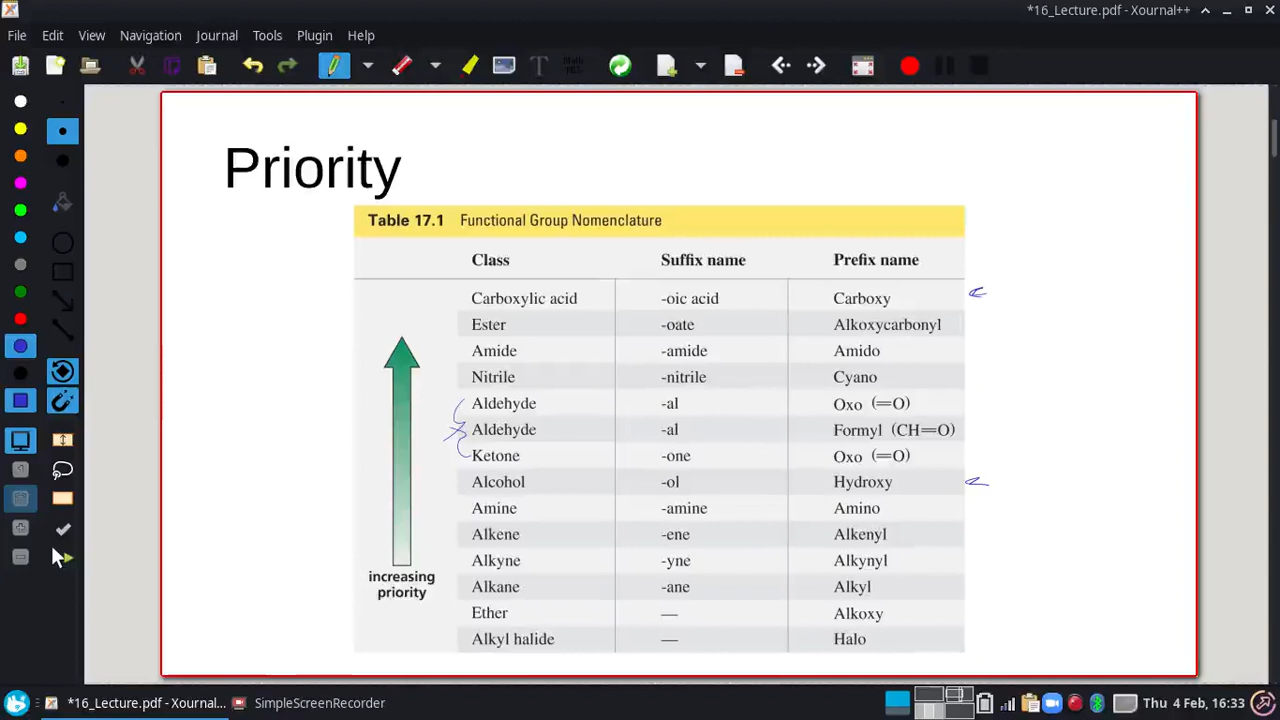 *16_Lecture.pdf - Xournal++
File Edit View Navigation Journal Tools Plugin Help
Priority
Table 17.1 Functional Group Nomenclature
Class Suffix name Prefix name
Carboxylic acid -oic acid Carboxy
Ester -oate Alkoxycarbonyl
Amide -amide Amido
Nitrile -nitrile Cyano
Aldehyde -al Oxo (=O)
Aldehyde -al Formyl (CH=O)
Ketone -one Oxo (=O)
Alcohol -ol Hydroxy
Amine -amine Amino
Alkene -ene Alkenyl
Alkyne -yne Alkynyl
Alkane -ane Alkyl
Ether — Alkoxy
Alkyl halide — Halo
increasing
priority
*16_Lecture.pdf - Xournal... SimpleScreenRecorder Thu 4 Feb, 16:33